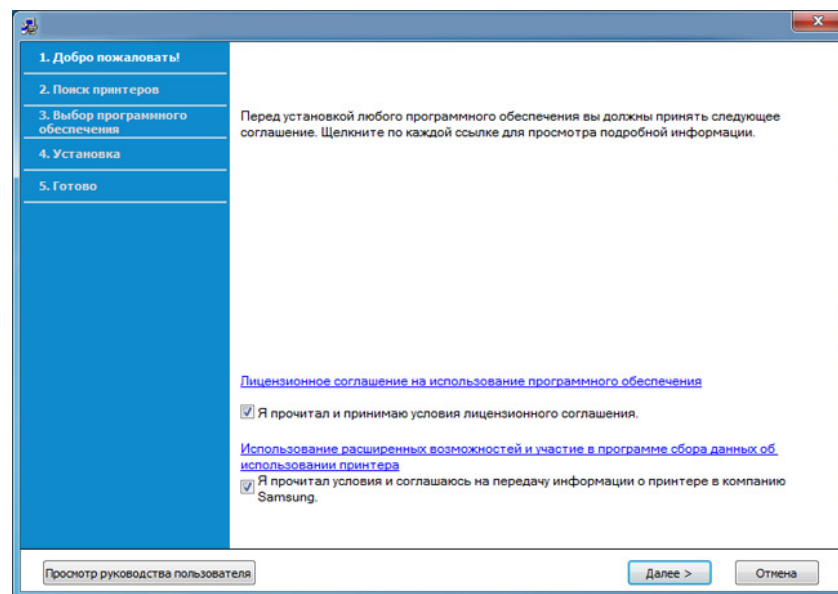 1. Добро пожаловать!
2. Поиск принтеров
3. Выбор программного
обеспечения
4. Установка
5. Готово
Перед установкой любого программного обеспечения вы должны принять следующее
соглашение. Щелкните по каждой ссылке для просмотра подробной информации.
Лицензионное соглашение на использование программного обеспечения
Я прочитал и принимаю условия лицензионного соглашения.
Использование расширенных возможностей и участие в программе сбора данных об
использовании принтера
Я прочитал условия и соглашаюсь на передачу информации о принтере в компанию
Samsung.
Просмотр руководства пользователя
Далее >
Отмена